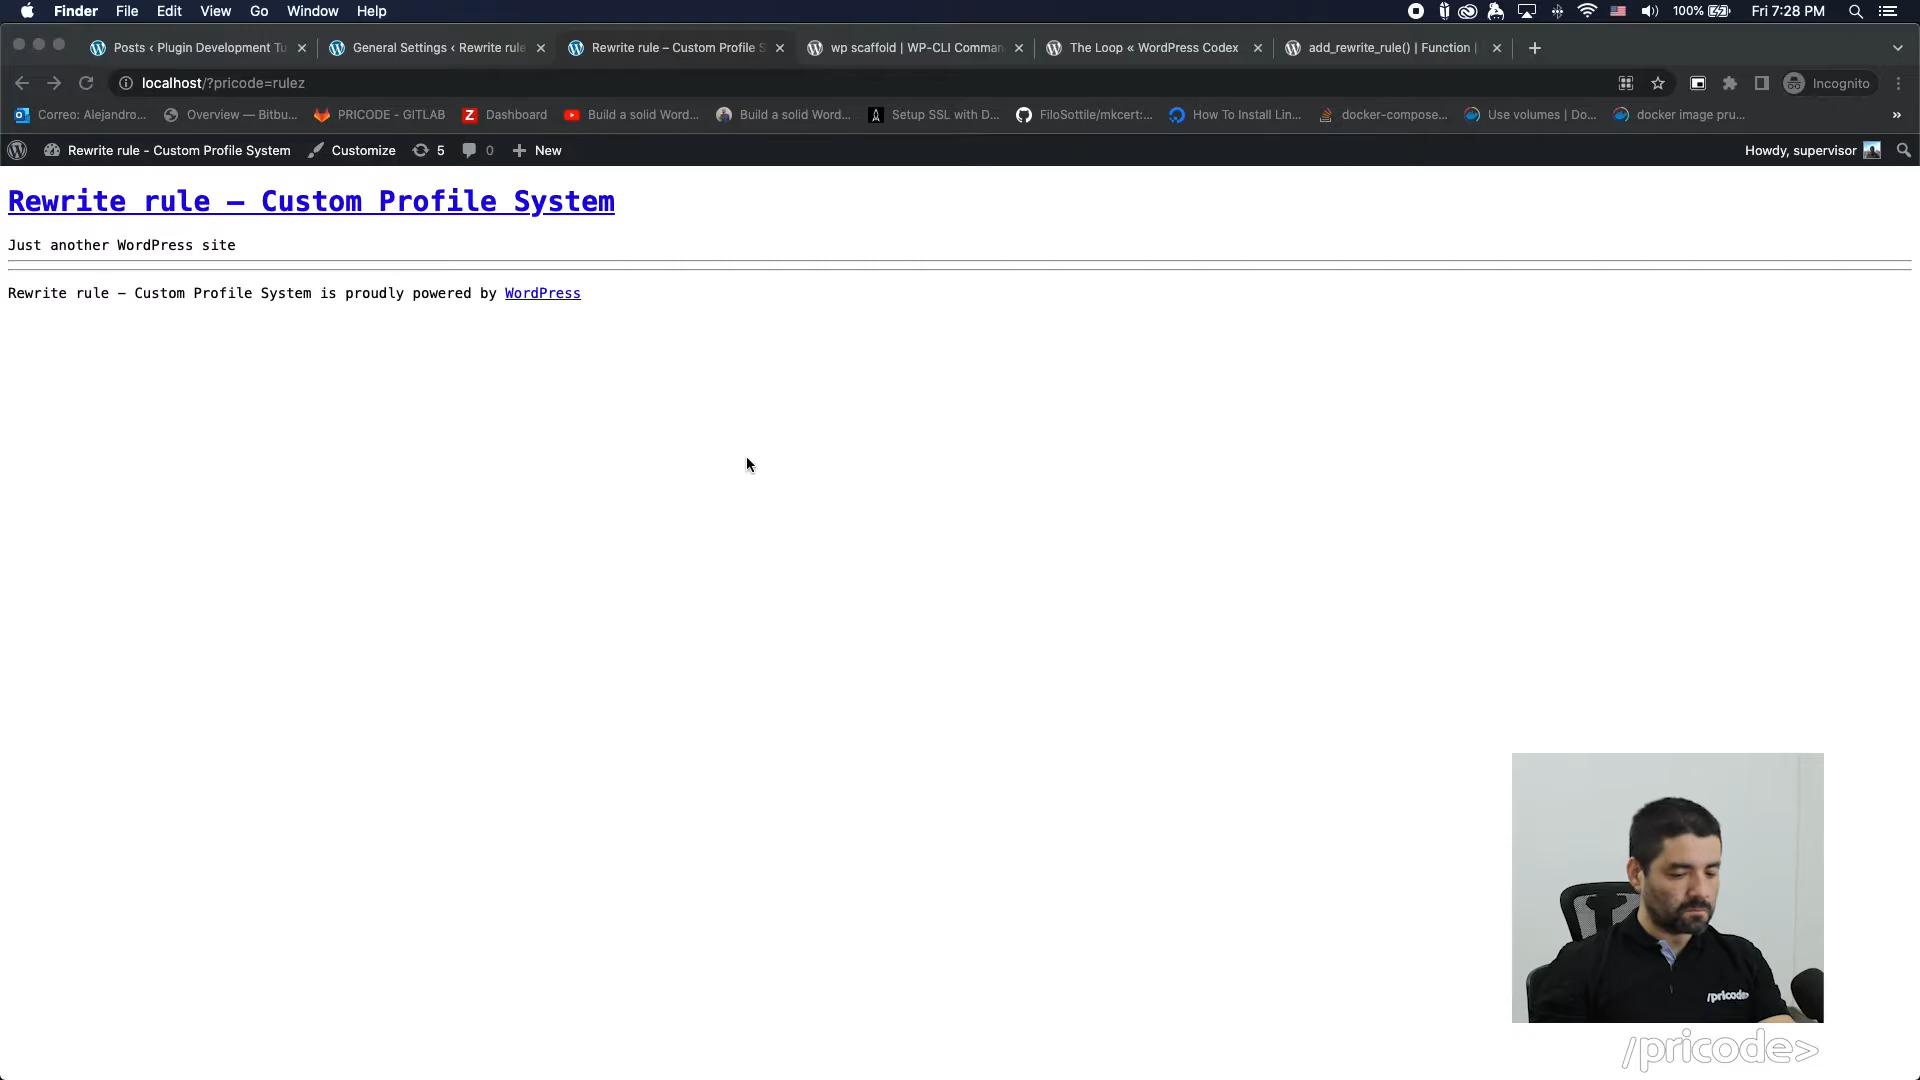 Finder File Edit View Go Window Help 100% Fri 7:28 PM
Posts ‹ Plugin Development Tu
General Settings ‹ Rewrite rule
Rewrite rule – Custom Profile S
wp scaffold | WP-CLI Comman
The Loop « WordPress Codex
add_rewrite_rule() | Function |
localhost/?pricode=rulez
Incognito
Correo: Alejandro...
Overview — Bitbu...
PRICODE - GITLAB
Dashboard
Build a solid Word...
Build a solid Word...
Setup SSL with D...
FiloSottile/mkcert:...
How To Install Lin...
docker-compose...
Use volumes | Do...
docker image pru...
»
Rewrite rule - Custom Profile System Customize 5 0 New
Howdy, supervisor
Rewrite rule – Custom Profile System
Just another WordPress site
Rewrite rule – Custom Profile System is proudly powered by WordPress
/pricode>
/pricode>